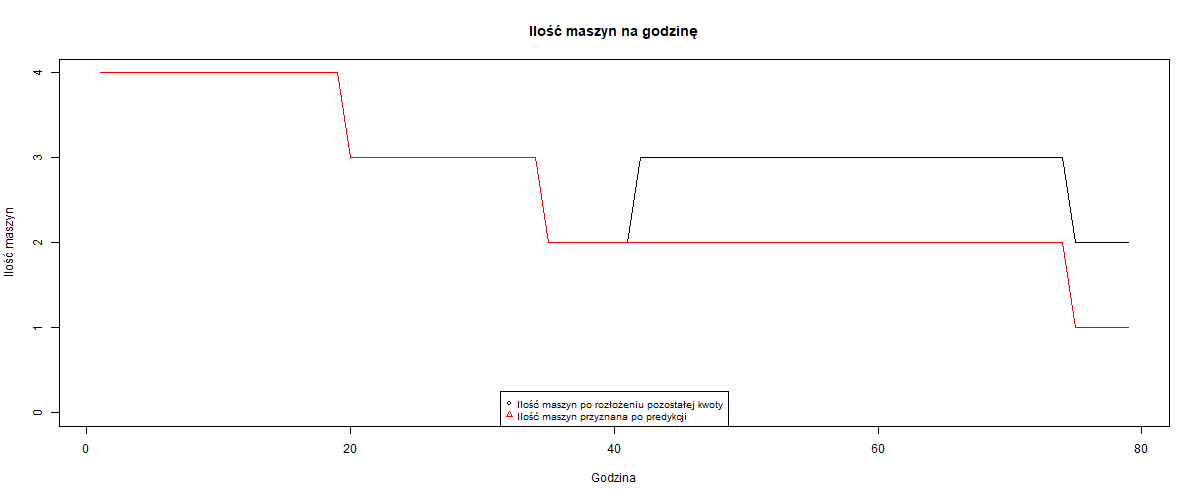 Ilość maszyn na godzinę
Ilość maszyn
4
3
2
1
0
Ilość maszyn po rozłożeniu pozostałej kwoty
Ilość maszyn przyznana po predykcji
0 20 40 60 80
Godzina